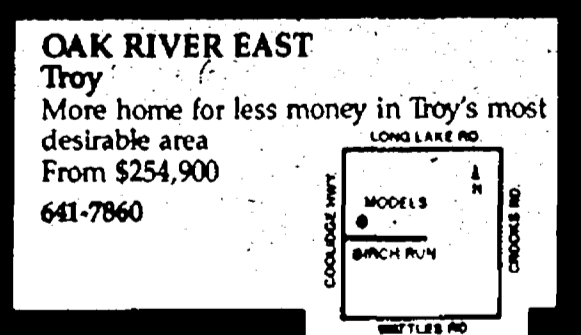 OAK RIVER EAST
Troy
More home for less money in Troy's most
desirable area
From $254,900
641-7860
LONG LAKE RD.
COOLIDGE HWY.
N
MODELS
BIRCH RUN
CROOKS RD.
WATTLES RD